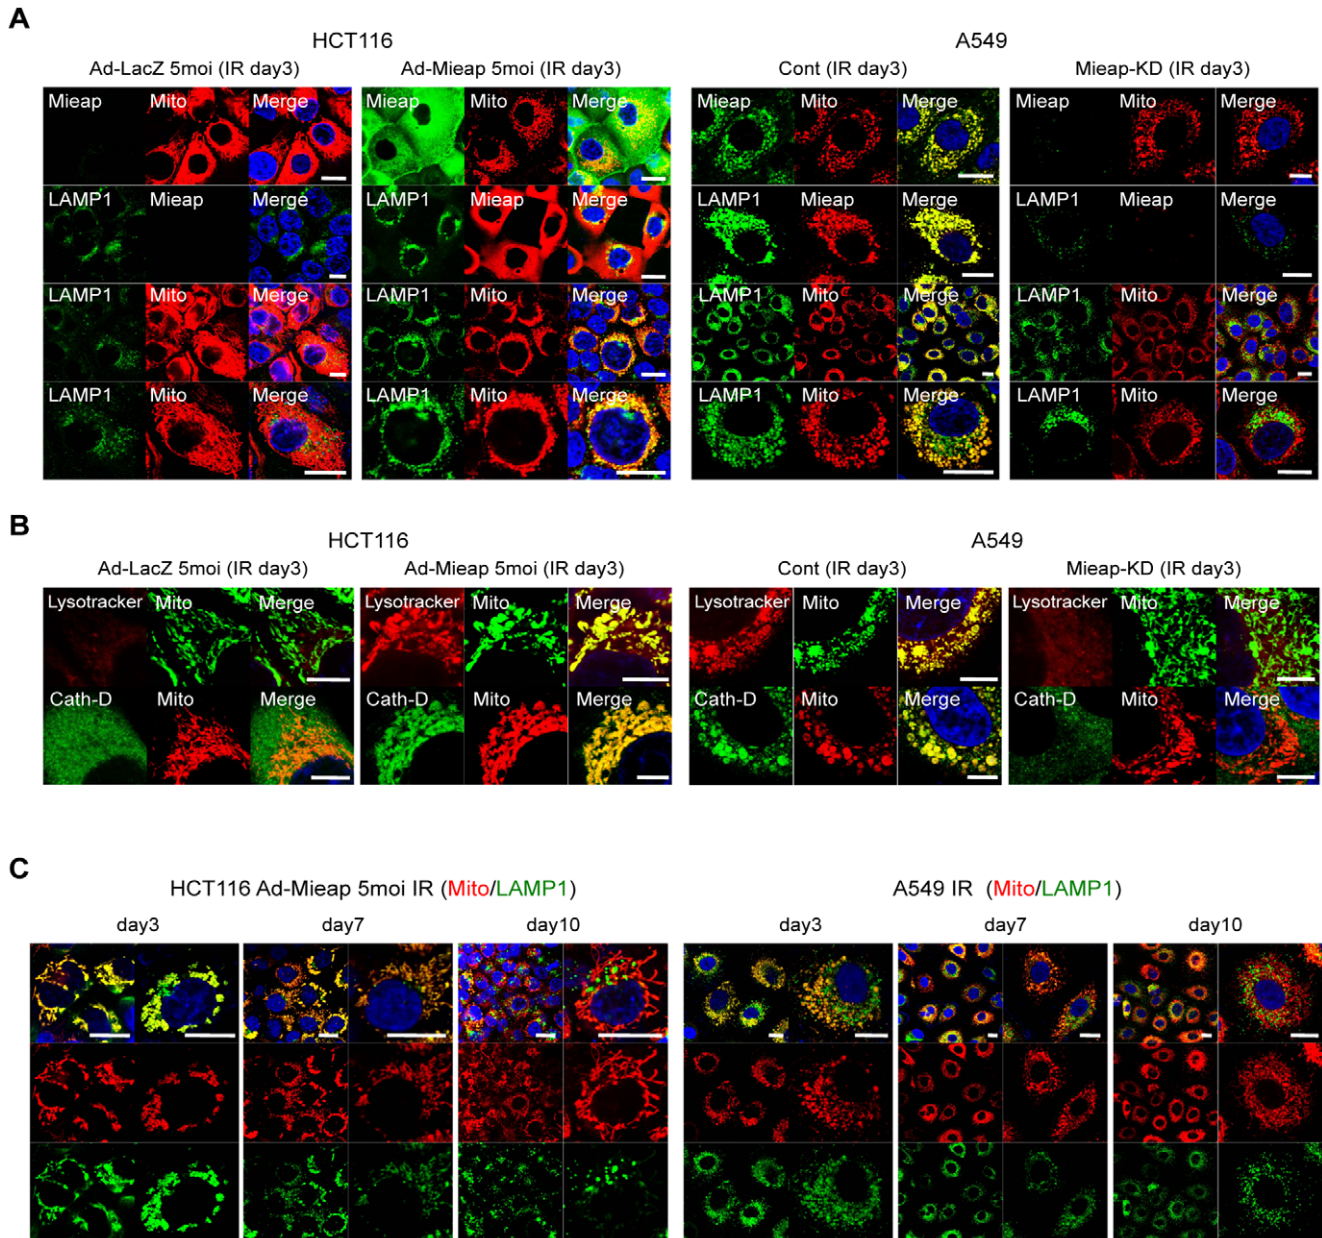 A
HCT116
A549
Ad-LacZ 5moi (IR day3)
Ad-Mieap 5moi (IR day3)
Cont (IR day3)
Mieap-KD (IR day3)
Mieap Mito Merge Mieap Mito Merge Mieap Mito Merge Mieap Mito Merge
LAMP1 Mieap Merge LAMP1 Mieap Merge LAMP1 Mieap Merge LAMP1 Mieap Merge
LAMP1 Mito Merge LAMP1 Mito Merge LAMP1 Mito Merge LAMP1 Mito Merge
LAMP1 Mito Merge LAMP1 Mito Merge LAMP1 Mito Merge LAMP1 Mito Merge
B
HCT116
A549
Ad-LacZ 5moi (IR day3)
Ad-Mieap 5moi (IR day3)
Cont (IR day3)
Mieap-KD (IR day3)
Lysotracker Mito Merge Lysotracker Mito Merge Lysotracker Mito Merge Lysotracker Mito Merge
Cath-D Mito Merge Cath-D Mito Merge Cath-D Mito Merge Cath-D Mito Merge
C
HCT116 Ad-Mieap 5moi IR (Mito/LAMP1)
A549 IR (Mito/LAMP1)
day3 day7 day10 day3 day7 day10